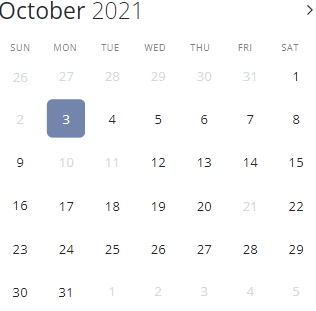 October 2021
SUN MON TUE WED THU FRI SAT
26 27 28 29 30 31 1
2 3 4 5 6 7 8
9 10 11 12 13 14 15
16 17 18 19 20 21 22
23 24 25 26 27 28 29
30 31 1 2 3 4 5